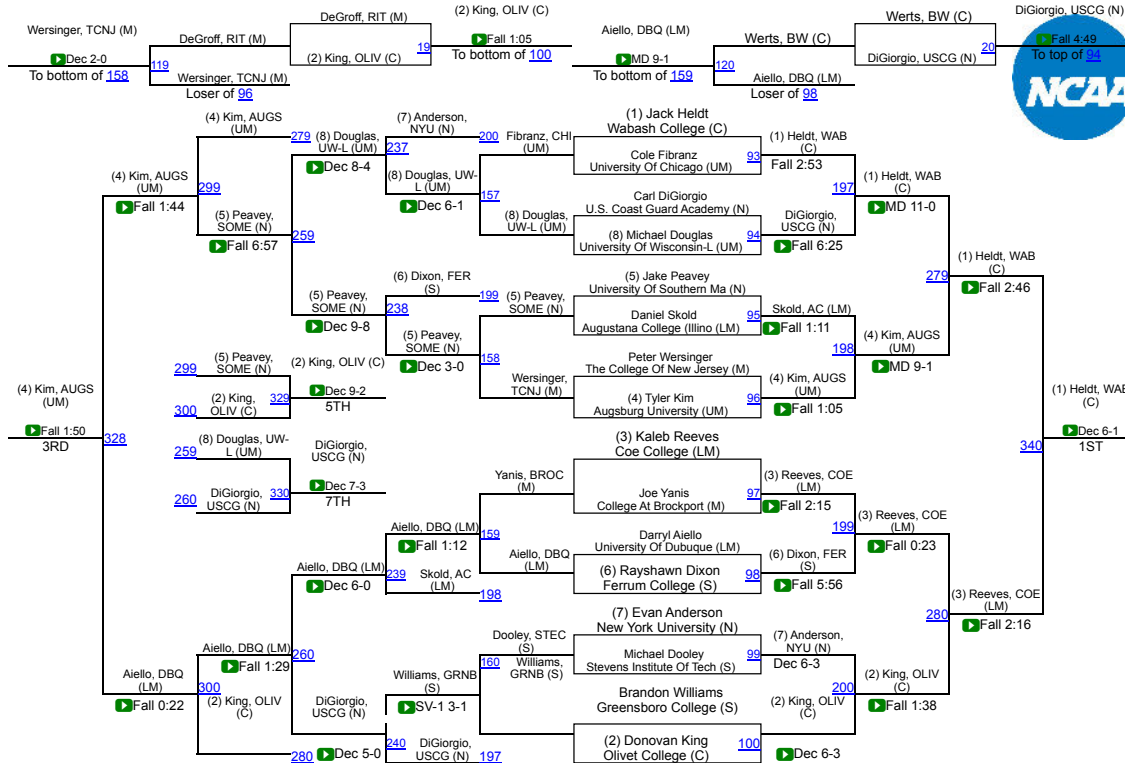 DeGroff, RIT (M)
(2) King, OLIV (C)
Werts, BW (C)
DiGiorgio, USCG (N)
Wersinger, TCNJ (M)
Aiello, DBQ (LM)
DeGroff, RIT (M)
Werts, BW (C)
Dec 2-0
(2) King, OLIV (C)
19
Fall 1:05
MD 9-1
DiGiorgio, USCG (N)
20
Fall 4:49
To bottom of 158
119
Wersinger, TCNJ (M)
To bottom of 100
To bottom of 159
120
Aiello, DBQ (LM)
To top of 94
Loser of 96
Loser of 98
NCAA
(4) Kim, AUGS
(UM)
279
(8) Douglas,
UW-L (UM)
Dec 8-4
(7) Anderson,
NYU (N)
200
237
Fibranz, CHI
(UM)
(1) Jack Heldt
Wabash College (C)
Cole Fibranz
University Of Chicago (UM)
93
(1) Heldt, WAB
(C)
Fall 2:53
(4) Kim, AUGS
(UM)
Fall 1:44
299
(8) Douglas, UW-
L (UM)
Dec 6-1
157
197
(1) Heldt, WAB
(C)
MD 11-0
(5) Peavey,
SOME (N)
Fall 6:57
259
(8) Douglas,
UW-L (UM)
Carl DiGiorgio
U.S. Coast Guard Academy (N)
(8) Michael Douglas
University Of Wisconsin-L (UM)
94
DiGiorgio,
USCG (N)
Fall 6:25
279
(1) Heldt, WAB
(C)
Fall 2:46
(5) Peavey,
SOME (N)
Dec 9-8
(6) Dixon, FER
(S)
199
238
(5) Peavey,
SOME (N)
(5) Jake Peavey
University Of Southern Ma (N)
Daniel Skold
Augustana College (Illino (LM)
95
Skold, AC (LM)
Fall 1:11
(5) Peavey,
SOME (N)
Dec 3-0
158
198
(4) Kim, AUGS
(UM)
MD 9-1
Wersinger,
TCNJ (M)
Peter Wersinger
The College Of New Jersey (M)
(4) Tyler Kim
Augsburg University (UM)
96
(4) Kim, AUGS
(UM)
Fall 1:05
299
(5) Peavey,
SOME (N)
(2) King, OLIV (C)
329
Dec 9-2
5TH
300
(2) King,
OLIV (C)
(4) Kim, AUGS
(UM)
Fall 1:50
3RD
328
(1) Heldt, WAB
(C)
Dec 6-1
1ST
340
259
(8) Douglas, UW-
L (UM)
DiGiorgio,
USCG (N)
330
Dec 7-3
7TH
260
DiGiorgio,
USCG (N)
Yanis, BROC
(M)
(3) Kaleb Reeves
Coe College (LM)
Joe Yanis
College At Brockport (M)
97
(3) Reeves, COE
(LM)
Fall 2:15
Aiello, DBQ (LM)
Fall 1:12
159
199
(3) Reeves, COE
(LM)
Fall 0:23
Aiello, DBQ (LM)
Dec 6-0
239
Skold, AC
(LM)
198
Aiello, DBQ
(LM)
Darryl Aiello
University Of Dubuque (LM)
(6) Rayshawn Dixon
Ferrum College (S)
98
(6) Dixon, FER
(S)
Fall 5:56
280
(3) Reeves, COE
(LM)
Fall 2:16
Aiello, DBQ (LM)
Fall 1:29
260
Dooley, STEC
(S)
(7) Evan Anderson
New York University (N)
Michael Dooley
Stevens Institute Of Tech (S)
99
(7) Anderson,
NYU (N)
Dec 6-3
Aiello, DBQ
(LM)
Fall 0:22
300
(2) King, OLIV
(C)
280
DiGiorgio,
USCG (N)
Dec 5-0
Williams, GRNB
(S)
SV-1 3-1
160
Williams,
GRNB (S)
200
(2) King, OLIV
(C)
Fall 1:38
240
DiGiorgio,
USCG (N)
197
Brandon Williams
Greensboro College (S)
(2) Donovan King
Olivet College (C)
100
(2) King, OLIV
(C)
Dec 6-3